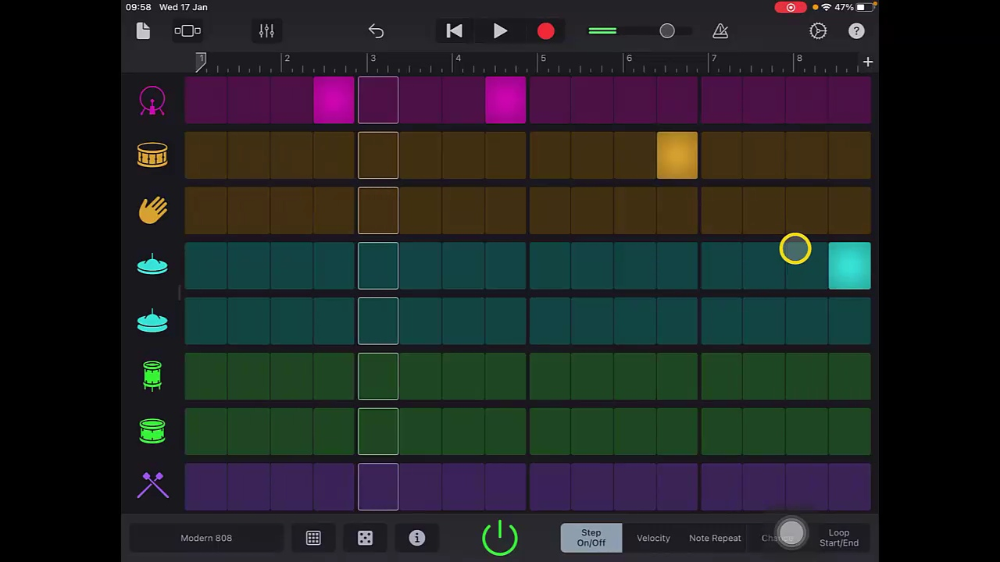 09:58 Wed 17 Jan
47%
1 2 3 4 5 6 7 8 +
?
Modern 808
Step
On/Off
Velocity
Note Repeat
Loop
Start/End